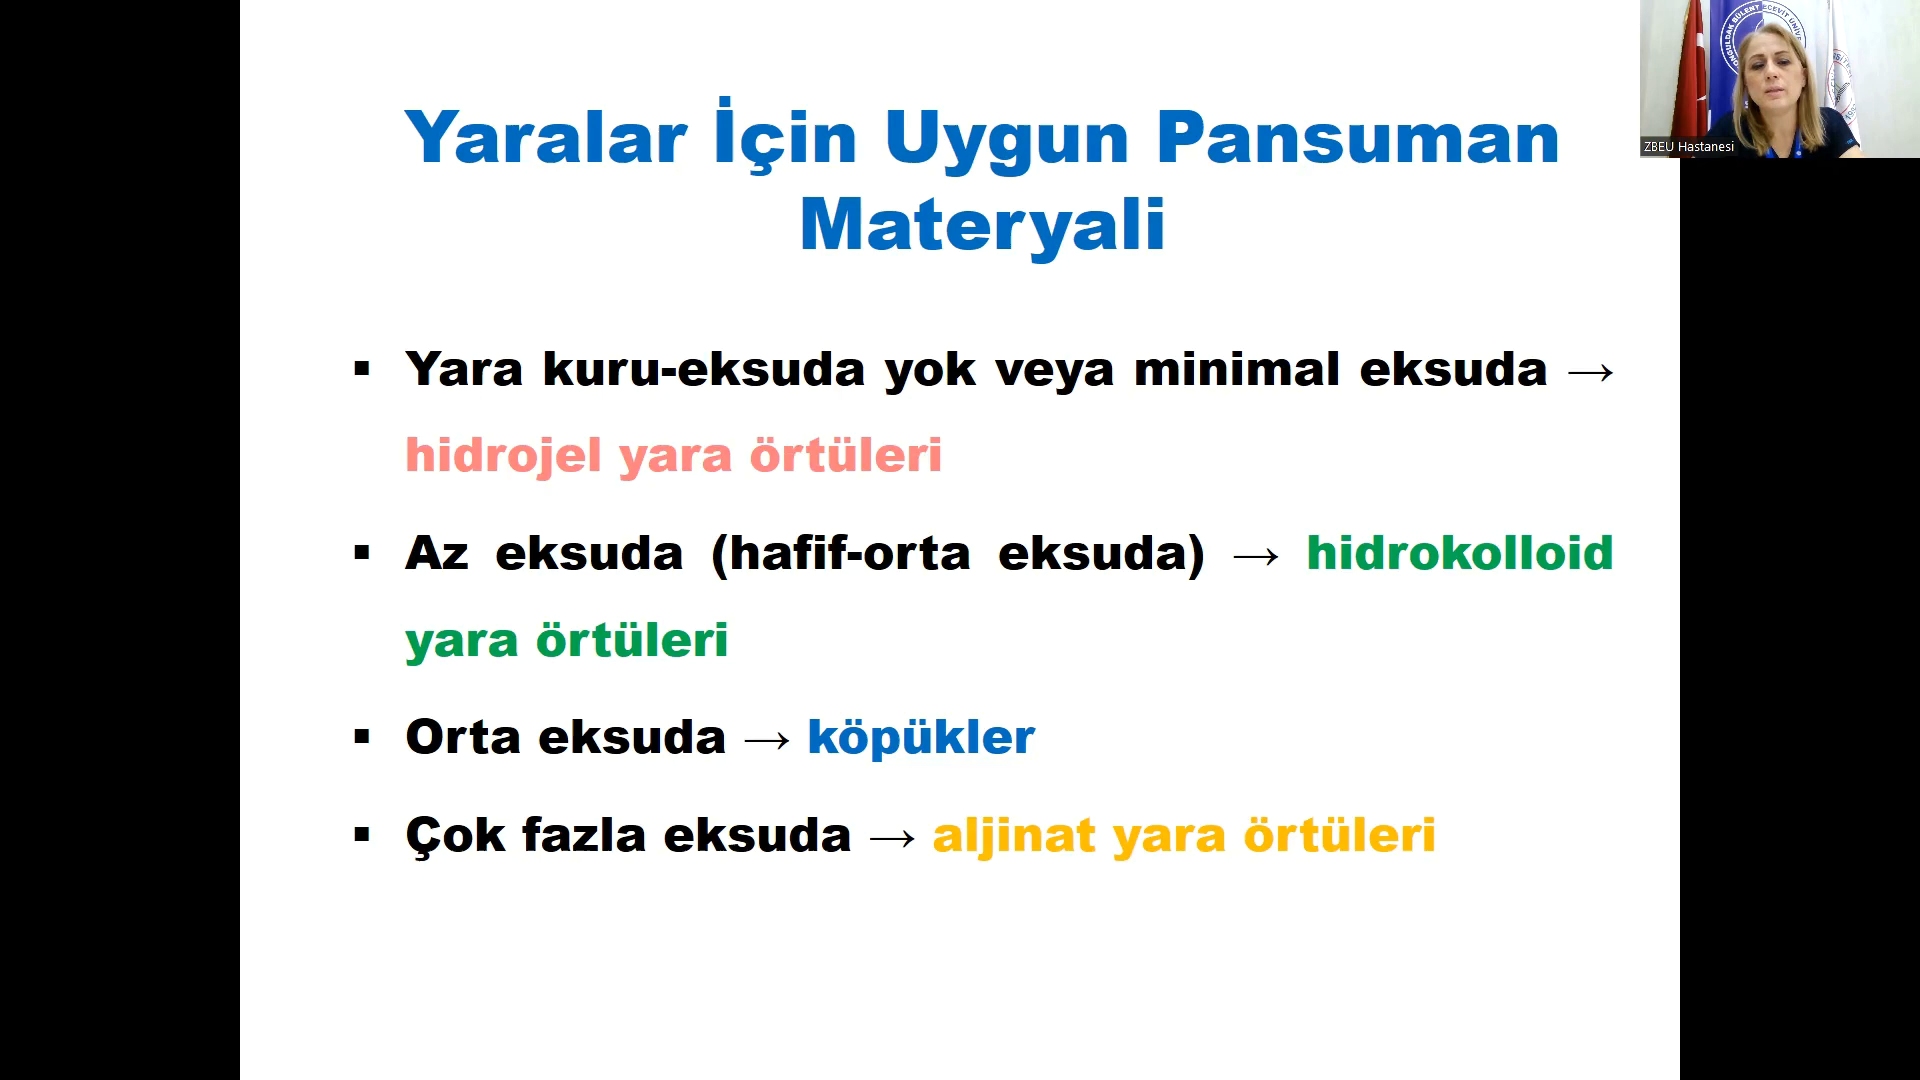 Yaralar İçin Uygun Pansuman
Materyali
▪ Yara kuru-eksuda yok veya minimal eksuda →
hidrojel yara örtüleri
▪ Az eksuda (hafif-orta eksuda) → hidrokolloid
yara örtüleri
▪ Orta eksuda → köpükler
▪ Çok fazla eksuda → aljinat yara örtüleri
ZBEU Hastanesi